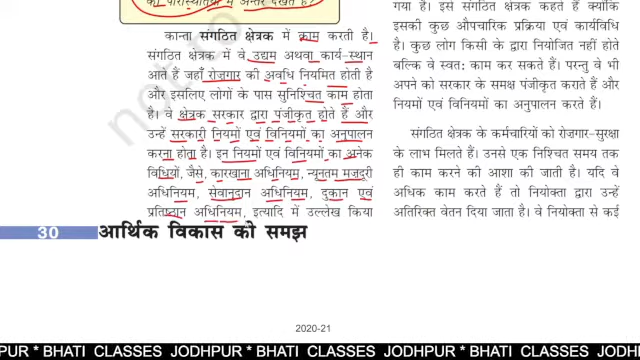 की परिस्थितियों में अन्तर देखते हैं?
कान्ता संगठित क्षेत्रक में काम करती है।
संगठित क्षेत्रक में वे उद्यम अथवा कार्य-स्थान
आते हैं जहाँ रोज़गार की अवधि नियमित होती है
और इसलिए लोगों के पास सुनिश्चित काम होता
है। वे क्षेत्रक सरकार द्वारा पंजीकृत होते हैं और
उन्हें सरकारी नियमों एवं विनियमों का अनुपालन
करना होता है। इन नियमों एवं विनियमों का अनेक
विधियों, जैसे, कारखाना अधिनियम, न्यूनतम मज़दूरी
अधिनियम, सेवानुदान अधिनियम, दुकान एवं
प्रतिष्ठान अधिनियम, इत्यादि में उल्लेख किया
गया है। इसे संगठित क्षेत्रक कहते हैं क्योंकि
इसकी कुछ औपचारिक प्रक्रिया एवं कार्यविधि है।
कुछ लोग किसी के द्वारा नियोजित नहीं होते
बल्कि वे स्वतः काम कर सकते हैं। परन्तु वे भी
अपने को सरकार के समक्ष पंजीकृत कराते हैं और
नियमों एवं विनियमों का अनुपालन करते हैं।
संगठित क्षेत्रक के कर्मचारियों को रोज़गार-सुरक्षा
के लाभ मिलते हैं। उनसे एक निश्चित समय तक
ही काम करने की आशा की जाती है। यदि वे
अधिक काम करते हैं तो नियोक्ता द्वारा उन्हें
अतिरिक्त वेतन दिया जाता है। वे नियोक्ता से कई
30 आर्थिक विकास की समझ
2020-21
PUR * BHATI CLASSES JODHPUR * BHATI CLASSES JODHPUR * BHATI CLASSES JODHPUR